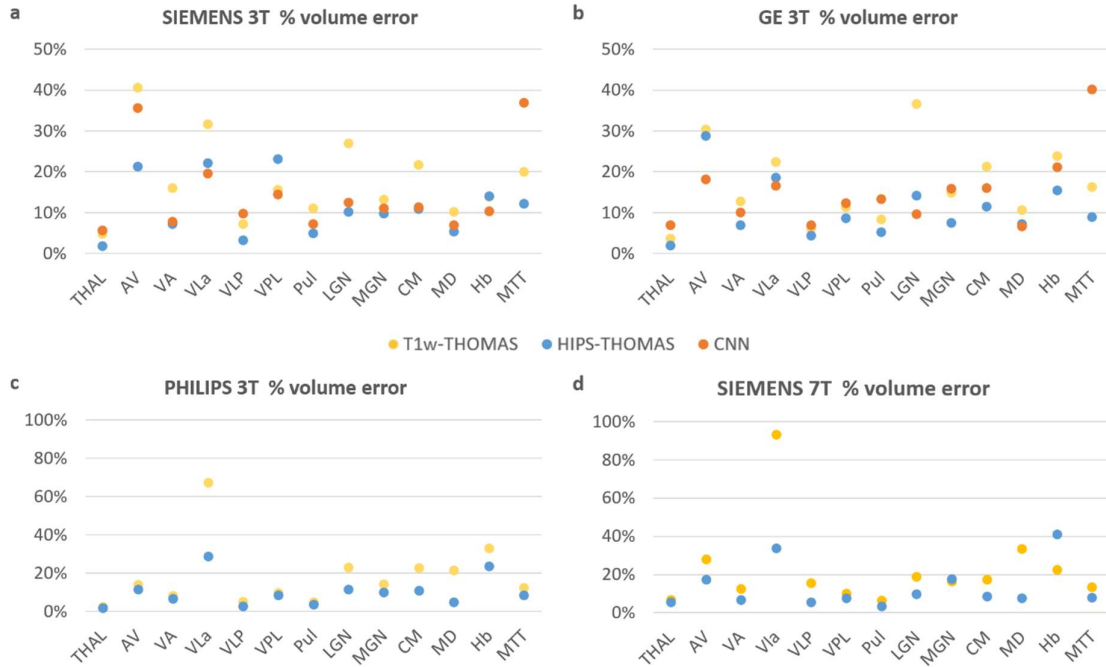 a
SIEMENS 3T % volume error
50%
40%
30%
20%
10%
0%
THAL AV VA VLa VLP VPL Pul LGN MGN CM MD Hb MTT
b
GE 3T % volume error
50%
40%
30%
20%
10%
0%
THAL AV VA VLa VLP VPL Pul LGN MGN CM MD Hb MTT
T1w-THOMAS HIPS-THOMAS CNN
c
PHILIPS 3T % volume error
100%
80%
60%
40%
20%
0%
THAL AV VA VLa VLP VPL Pul LGN MGN CM MD Hb MTT
d
SIEMENS 7T % volume error
100%
80%
60%
40%
20%
0%
THAL AV VA Vla VLP VPL Pul LGN MGN CM MD Hb MTT